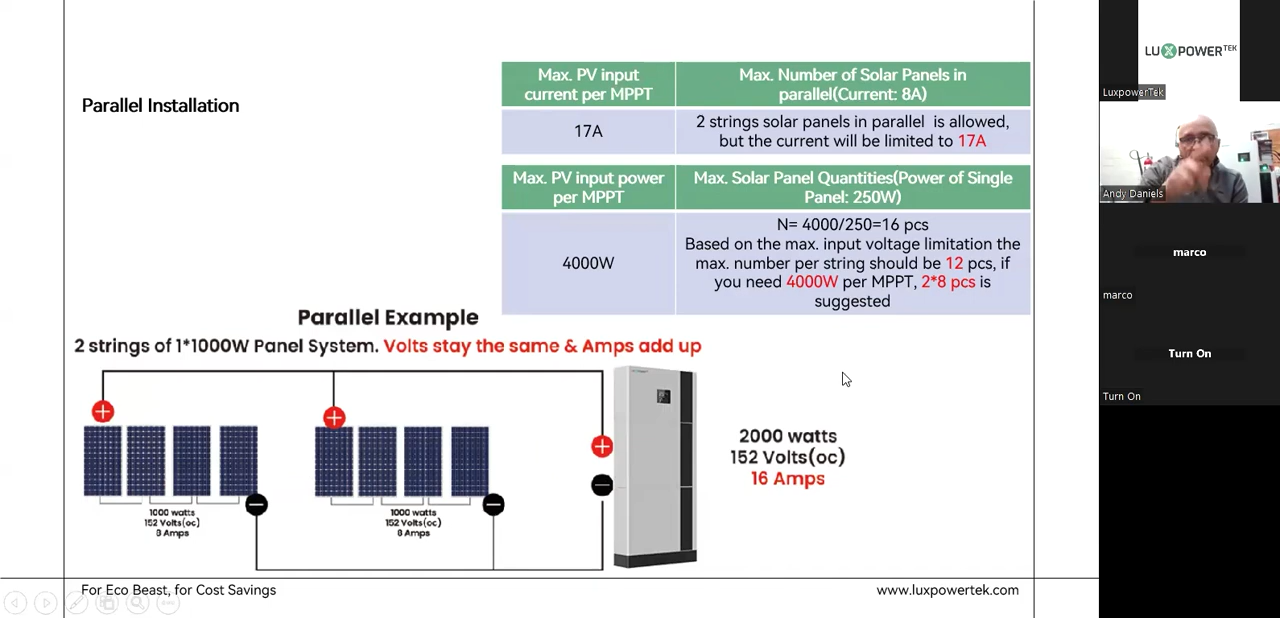 Parallel Installation
Max. PV input
current per MPPT
Max. Number of Solar Panels in
parallel(Current: 8A)
17A
2 strings solar panels in parallel is allowed,
but the current will be limited to 17A
Max. PV input power
per MPPT
Max. Solar Panel Quantities(Power of Single
Panel: 250W)
4000W
N= 4000/250=16 pcs
Based on the max. input voltage limitation the
max. number per string should be 12 pcs, if
you need 4000W per MPPT, 2*8 pcs is
suggested
Parallel Example
2 strings of 1*1000W Panel System. Volts stay the same & Amps add up
+
+
+
−
−
−
1000 watts
152 Volts(oc)
8 Amps
1000 watts
152 Volts(oc)
8 Amps
2000 watts
152 Volts(oc)
16 Amps
For Eco Beast, for Cost Savings
www.luxpowertek.com
LUXPOWERTEK
LuxpowerTek
Andy Daniels
marco
marco
Turn On
Turn On